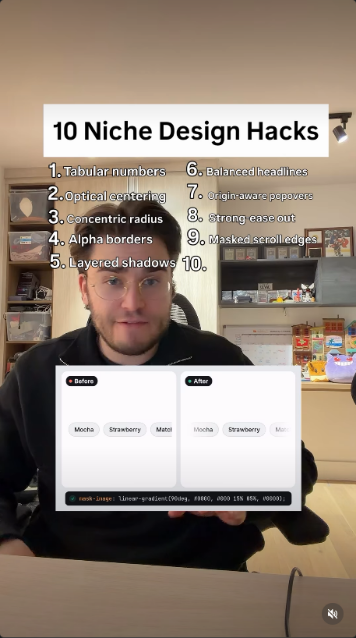 10 Niche Design Hacks
1. Tabular numbers
2. Optical centering
3. Concentric radius
4. Alpha borders
5. Layered shadows
6. Balanced headlines
7. Origin-aware popovers
8. Strong ease out
9. Masked scroll edges
10.
Before
Mocha Strawberry Matc
After
Mocha Strawberry Matc
mask-image: linear-gradient(90deg, #0000, #000 15% 85%, #0000);